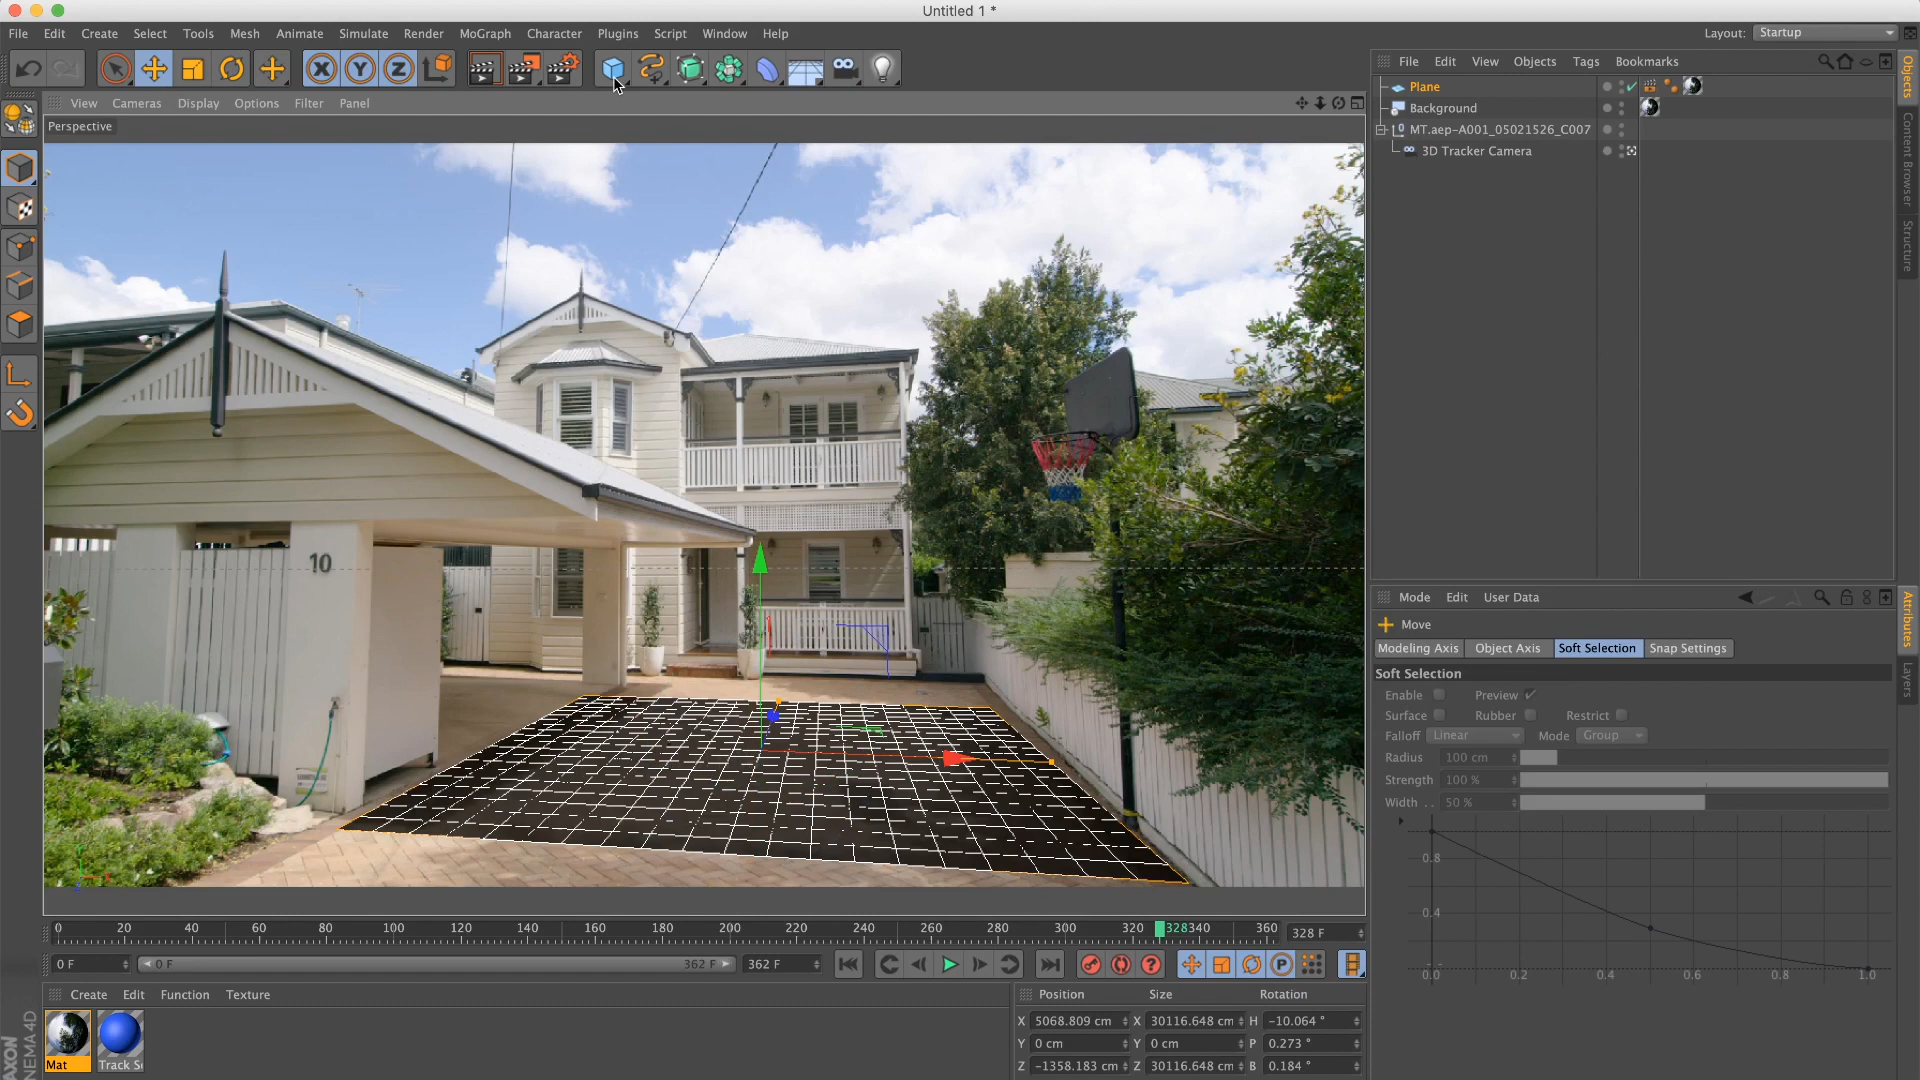 Untitled 1 *
File Edit Create Select Tools Mesh Animate Simulate Render MoGraph Character Plugins Script Window Help
Layout: Startup
X Y Z
File Edit View Objects Tags Bookmarks
View Cameras Display Options Filter Panel
Perspective
Plane
Background
MT.aep-A001_05021526_C007
3D Tracker Camera
Objects
Content Browser
Structure
10
Mode Edit User Data
Move
Modeling Axis Object Axis Soft Selection Snap Settings
Soft Selection
Enable Preview
Surface Rubber Restrict
Falloff Linear Mode Group
Radius 100 cm
Strength 100 %
Width . . 50 %
0.8
0.4
0.0 0.2 0.4 0.6 0.8 1.0
Attributes
Layers
0 20 40 60 80 100 120 140 160 180 200 220 240 260 280 300 320 328 340 360 328 F
0 F 0 F 362 F 362 F
Create Edit Function Texture
Mat
Track S
Position Size Rotation
X 5068.809 cm X 30116.648 cm H -10.064 °
Y 0 cm Y 0 cm P 0.273 °
Z -1358.183 cm Z 30116.648 cm B 0.184 °